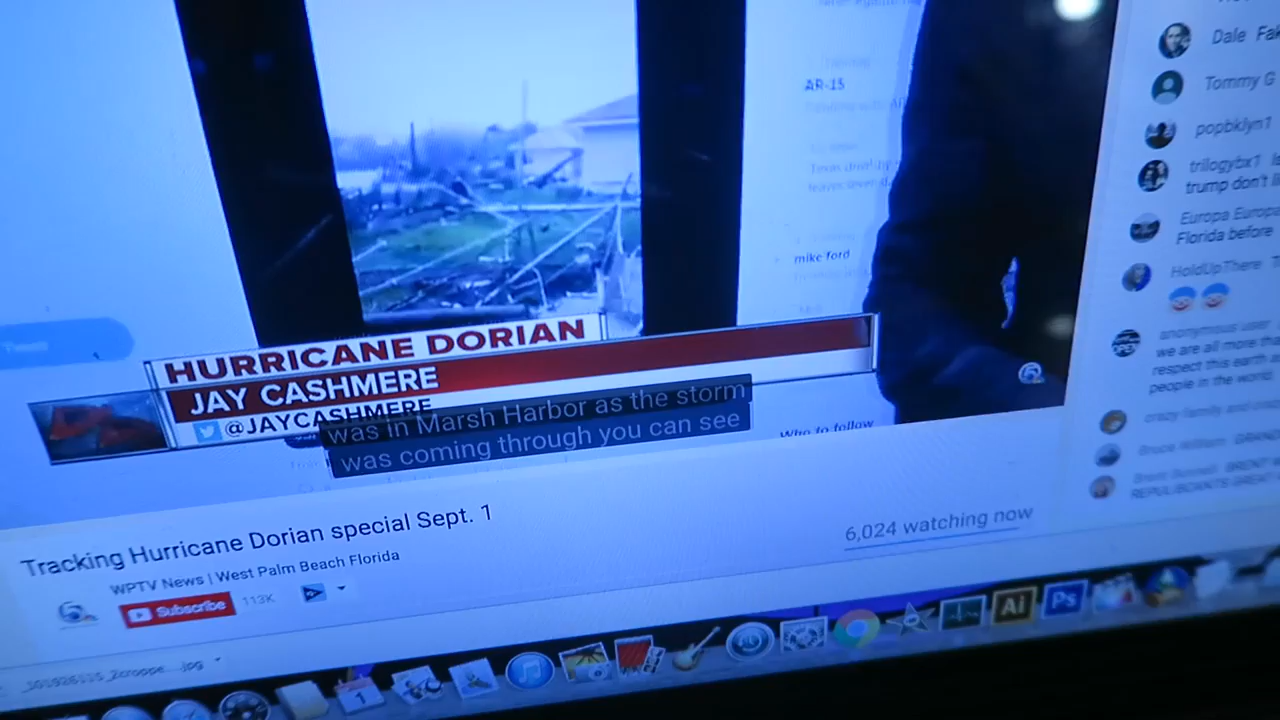 AR-15
mike ford
HURRICANE DORIAN
JAY CASHMERE
@JAYCASHMERE
was in Marsh Harbor as the storm
was coming through you can see
Who to follow
Tracking Hurricane Dorian special Sept. 1
6,024 watching now
WPTV News | West Palm Beach Florida
Subscribe
113K
Dale
Tommy G
popbklyn1
trilogybx1
trump don't
Europa
Florida before
HoldUpThere
anonymous user
we are all more
respect this earth
people in the world
crazy family and
Ai
Ps
1